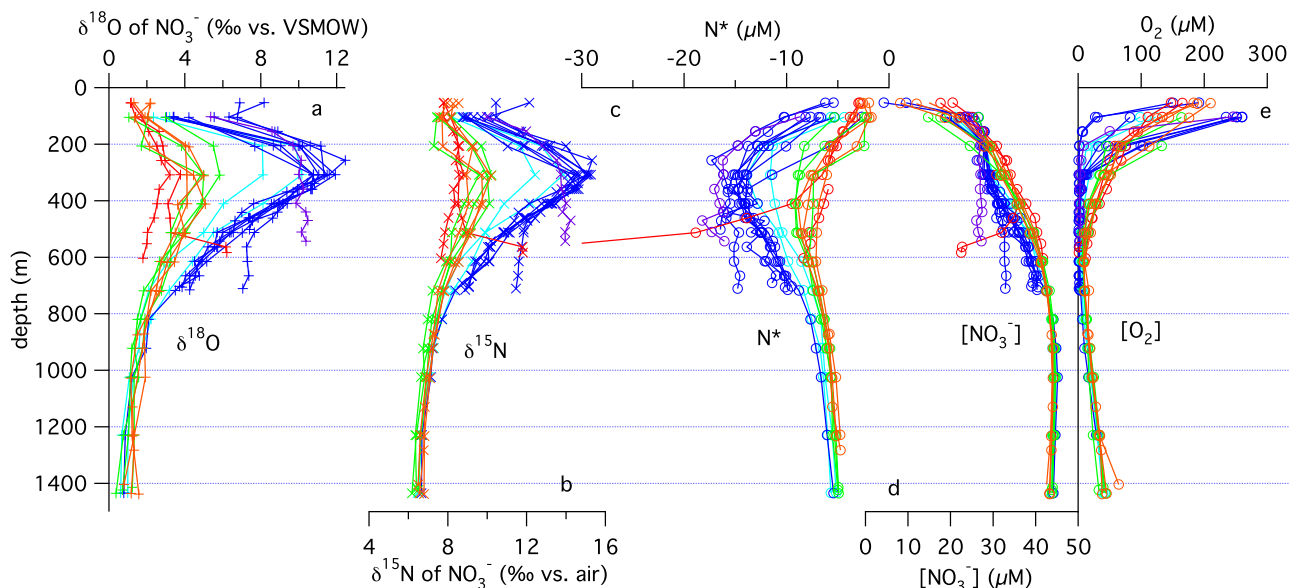 δ¹⁸O of NO₃⁻ (‰ vs. VSMOW)
0 4 8 12
N* (µM)
-30 -20 -10 0
O₂ (µM)
0 100 200 300
a
c
e
depth (m)
0
200
400
600
800
1000
1200
1400
δ¹⁸O
δ¹⁵N
N*
[NO₃⁻]
[O₂]
b
d
4 8 12 16
δ¹⁵N of NO₃⁻ (‰ vs. air)
0 10 20 30 40 50
[NO₃⁻] (µM)